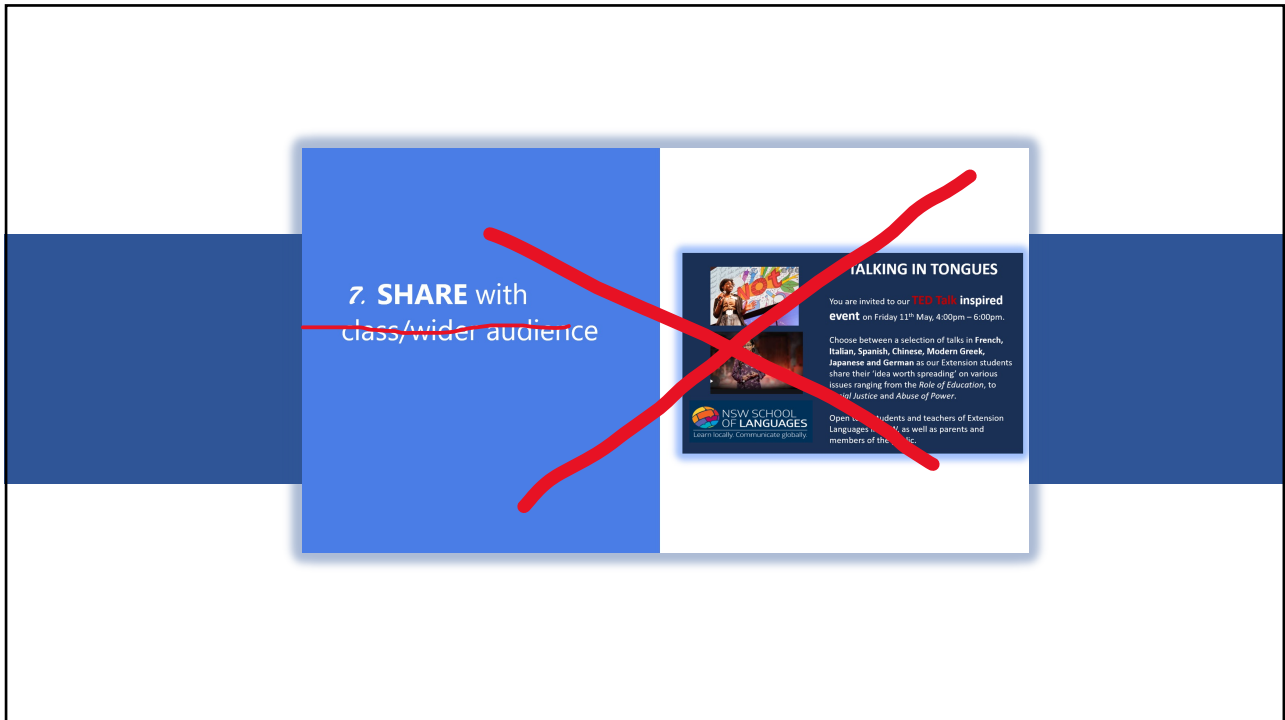 7. SHARE with
class/wider audience
NOT
TALKING IN TONGUES
You are invited to our TED Talk inspired
event on Friday 11th May, 4:00pm – 6:00pm.
Choose between a selection of talks in French,
Italian, Spanish, Chinese, Modern Greek,
Japanese and German as our Extension students
share their ‘idea worth spreading’ on various
issues ranging from the Role of Education, to
Justice and Abuse of Power.
Open students and teachers of Extension
Languages as well as parents and
members of the
NSW SCHOOL
OF LANGUAGES
Learn locally. Communicate globally.